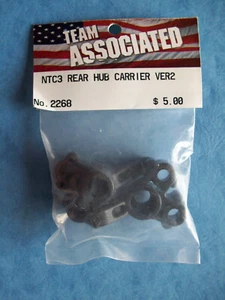 TEAM
ASSOCIATED
NTC3 REAR HUB CARRIER VER2
No.2268 $ 5.00